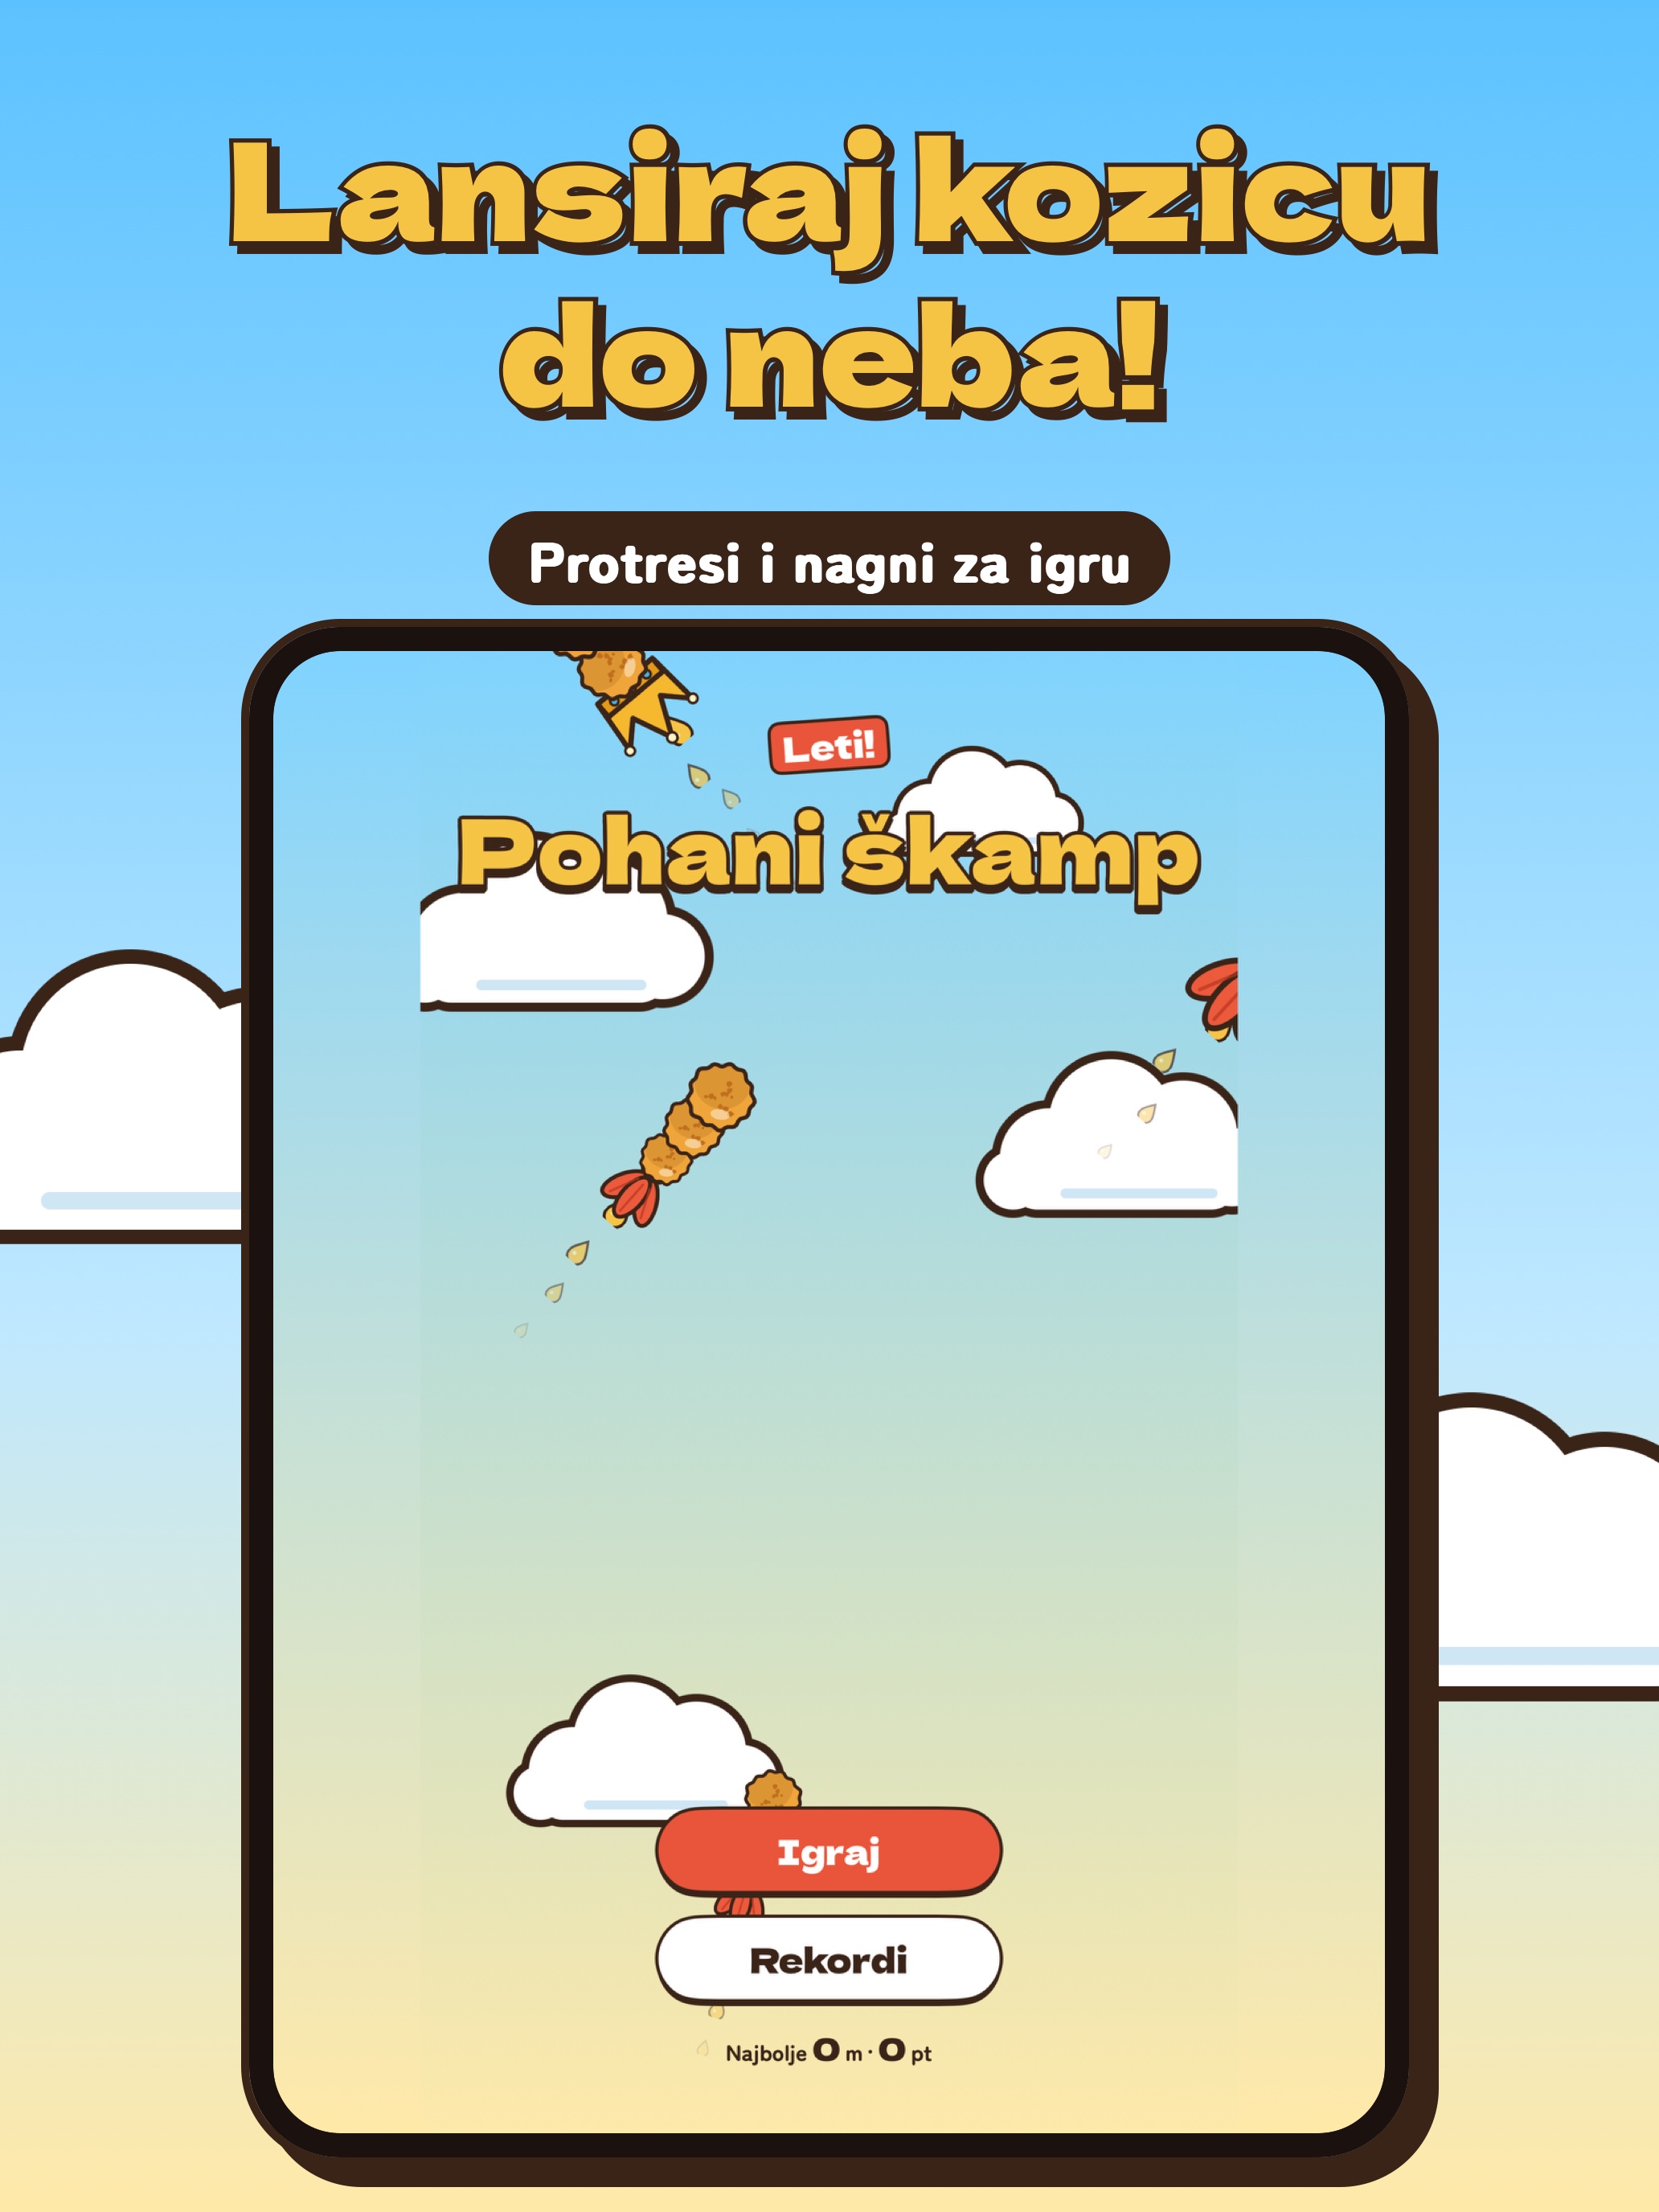 Lansiraj kozicu
do neba!
Protresi i nagni za igru
Leti!
Pohani škamp
Igraj
Rekordi
Najbolje 0 m · 0 pt